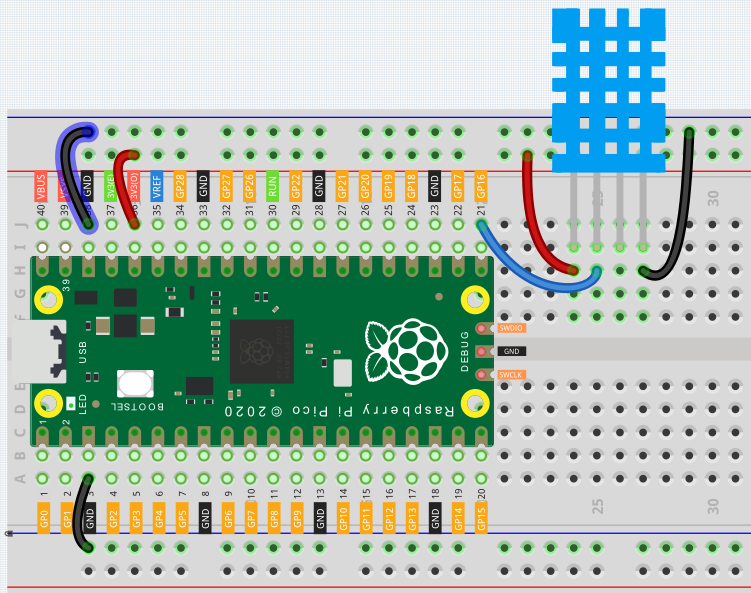 VBUS
GND
3V3(E)
3V3(O)
VREF
GP28
GND
GP27
GP26
RUN
GP22
GND
GP21
GP20
GP19
GP18
GND
GP17
GP16
40 39 37 36 35 34 33 32 31 30 29 28 27 26 25 24 23 22 21
30
J
I
H
G
F
39
USB
DEBUG
SWDIO
GND
SWCLK
LED
BOOTSEL
Raspberry Pi Pico © 2020
1
2
E
D
C
B
A
1 2 3 4 5 6 7 8 9 10 11 12 13 14 15 16 17 18 19 20
25
30
GP0
GP1
GND
GP2
GP3
GP4
GP5
GND
GP6
GP7
GP8
GP9
GND
GP10
GP11
GP12
GP13
GND
GP14
GP15